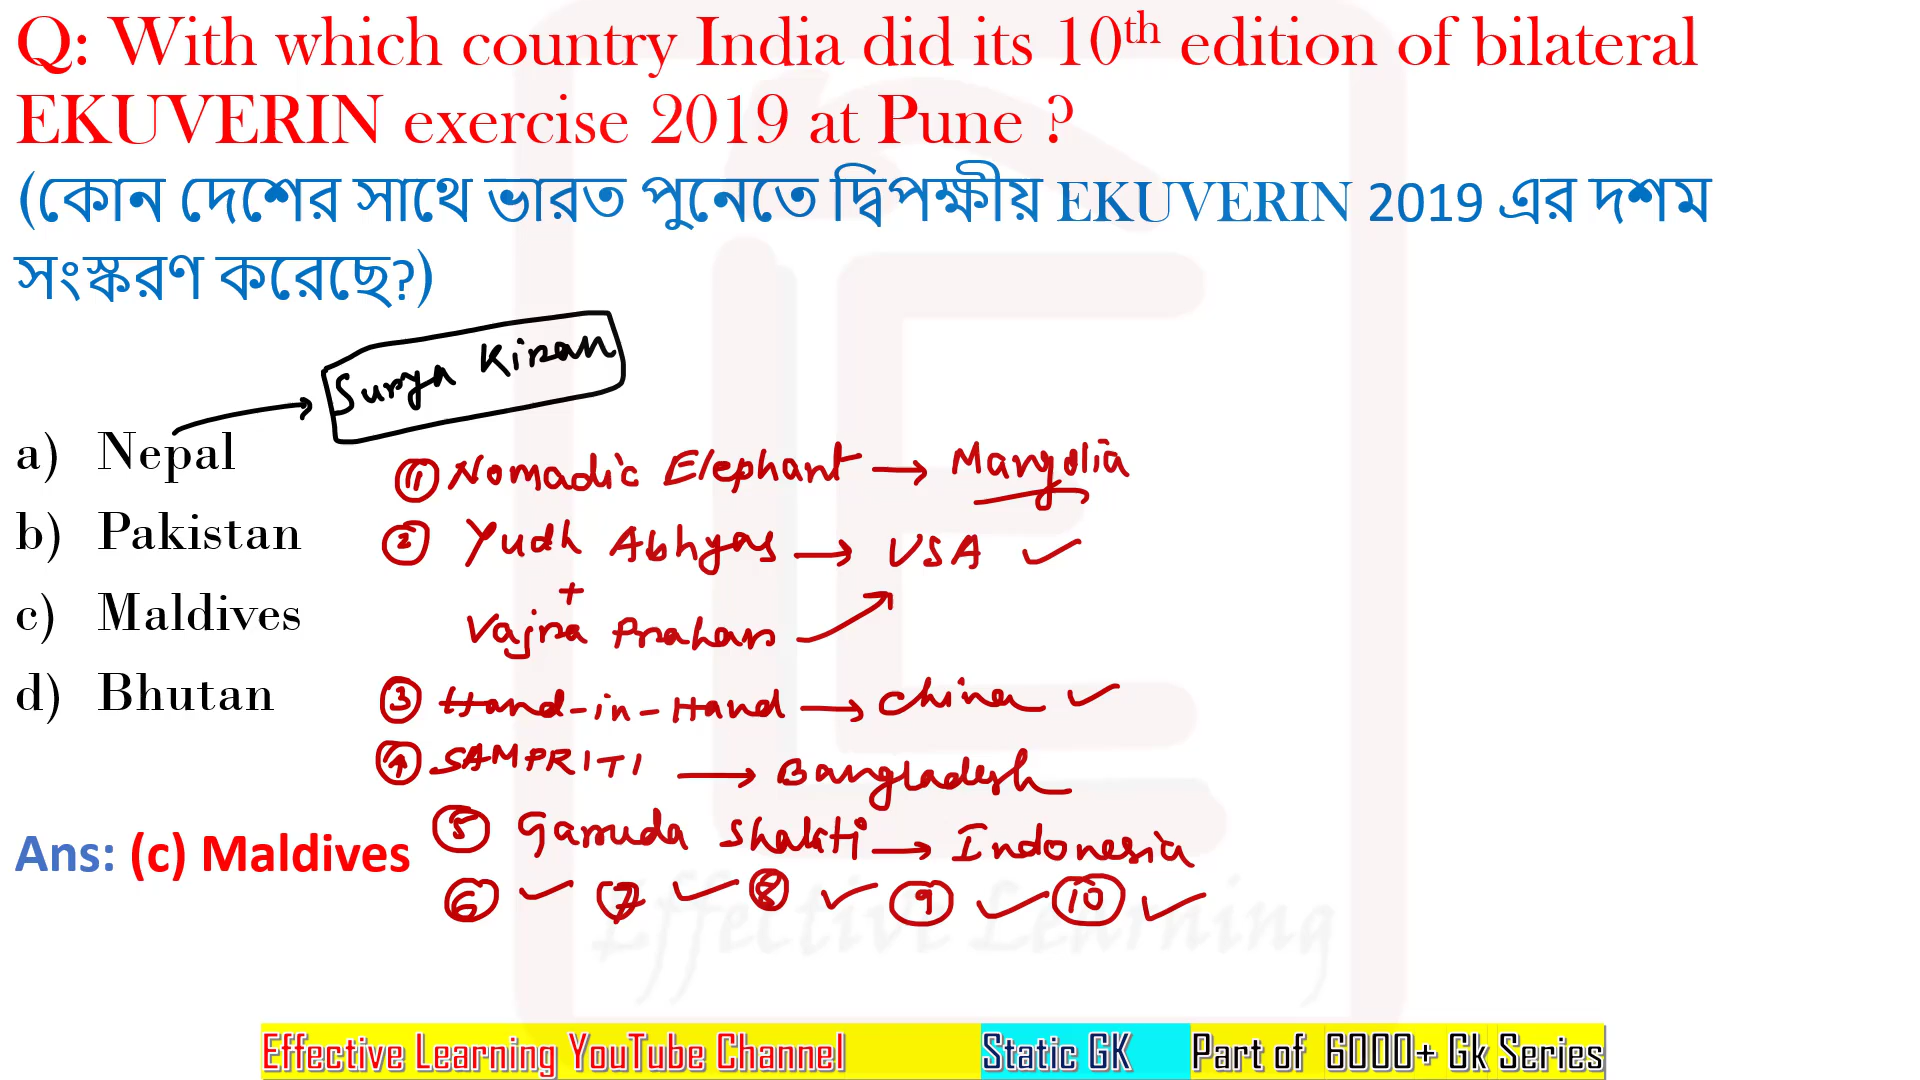 Q: With which country India did its 10th edition of bilateral
EKUVERIN exercise 2019 at Pune ?
(কোন দেশের সাথে ভারত পুনেতে দ্বিপক্ষীয় EKUVERIN 2019 এর দশম
সংস্করণ করেছে?)
Surya Kiran
a) Nepal
① Nomadic Elephant → Mangolia
b) Pakistan
② Yudh Abhyas → USA ✓
+
c) Maldives
Vajra Prahar
d) Bhutan
③ Hand-in-Hand → China ✓
④ SAMPRITI → Bangladesh
⑤ Garuda Shakti → Indonesia
Ans: (c) Maldives
⑥ ✓ ⑦ ✓ ⑧ ✓ ⑨ ✓ ⑩ ✓
Effective Learning
Effective Learning YouTube Channel Static GK Part of 6000+ Gk Series